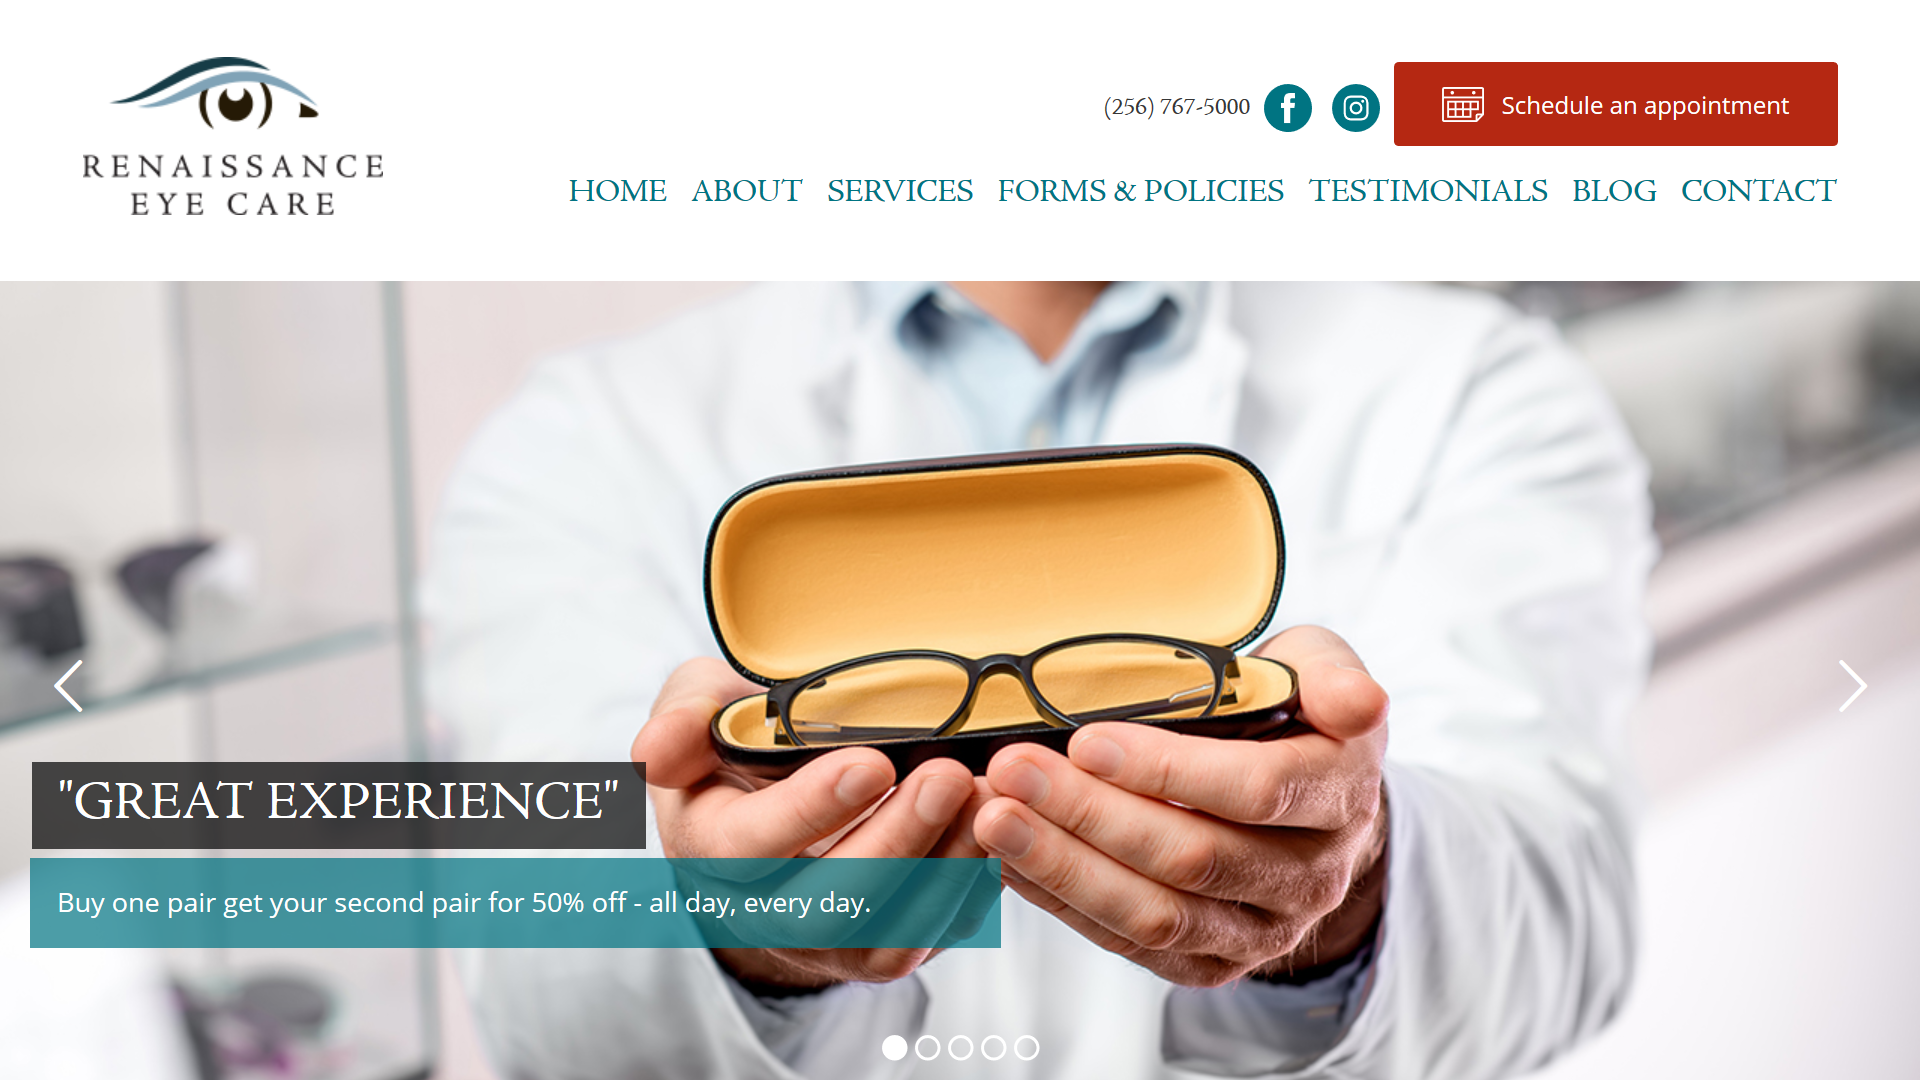 RENAISSANCE
EYE CARE
(256) 767-5000
Schedule an appointment
HOME ABOUT SERVICES FORMS & POLICIES TESTIMONIALS BLOG CONTACT
"GREAT EXPERIENCE"
Buy one pair get your second pair for 50% off - all day, every day.